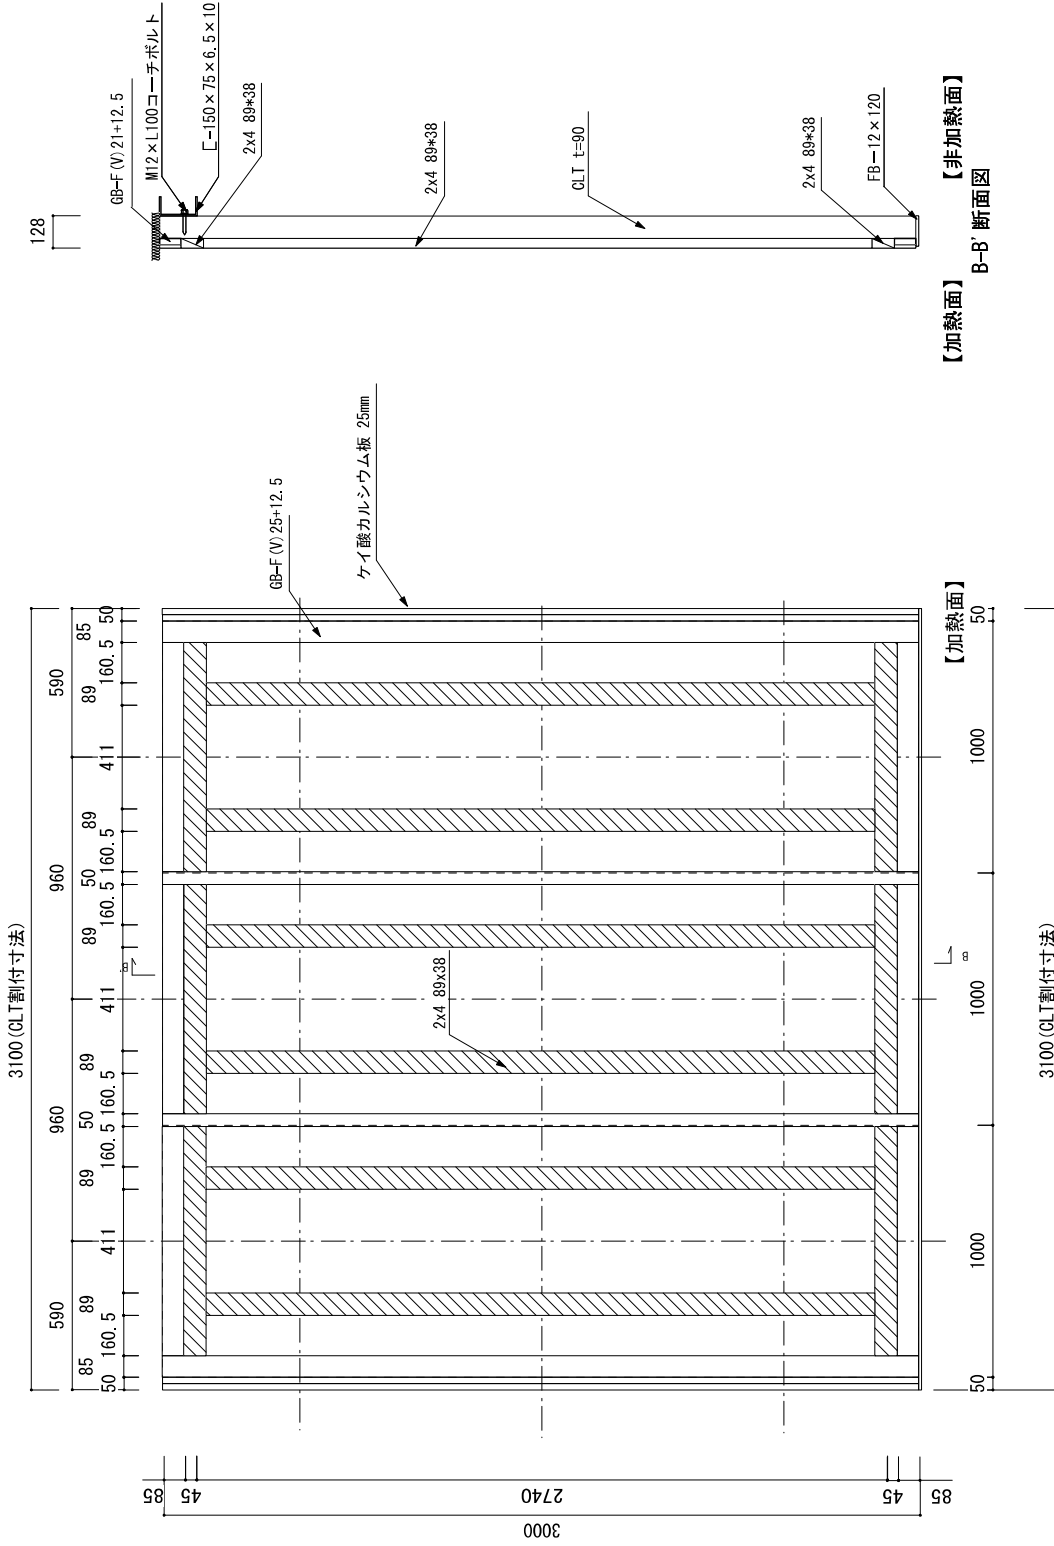 128
GB-F(V)21+12.5
M12×L100コーチボルト
[-150×75×6.5×10
2x4 89*38
2x4 89*38
CLT t=90
2x4 89*38
FB-12×120
【加熱面】
【非加熱面】
B-B' 断面図
GB-F(V)25+12.5
ケイ酸カルシウム板 25mm
3100(CLT割付寸法)
590
960
960
590
50
85
160.5
89
411
89
160.5
50
160.5
89
411
89
160.5
50
160.5
89
411
89
160.5
85
50
B'
B
2x4 89x38
【加熱面】
50
1000
1000
1000
50
3100(CLT割付寸法)
85
45
2740
45
85
3000